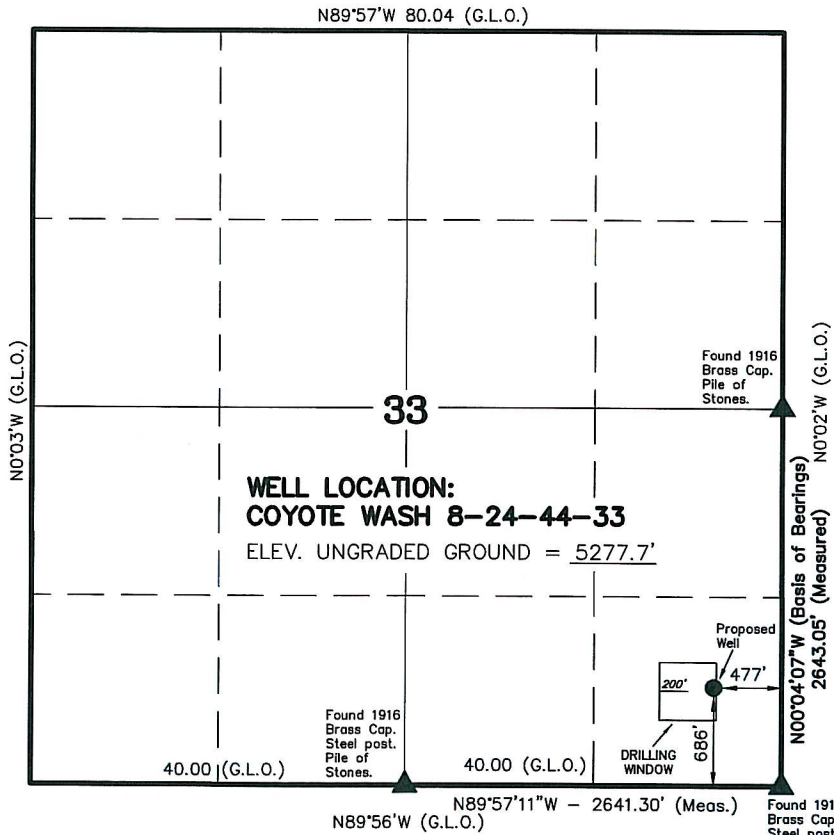 N89°57'W 80.04 (G.L.O.)
N0°03'W (G.L.O.)
Found 1916
Brass Cap.
Pile of
Stones.
N0°02'W (G.L.O.)
33
WELL LOCATION:
COYOTE WASH 8-24-44-33
ELEV. UNGRADED GROUND = 5277.7'
N00°04'07"W (Basis of Bearings)
2643.05' (Measured)
Proposed
Well
477'
200'
686'
DRILLING
WINDOW
Found 1916
Brass Cap.
Steel post.
Pile of
Stones.
40.00 (G.L.O.)
40.00 (G.L.O.)
N89°57'11"W - 2641.30' (Meas.)
N89°56'W (G.L.O.)
Found 191
Brass Cap
Steel post